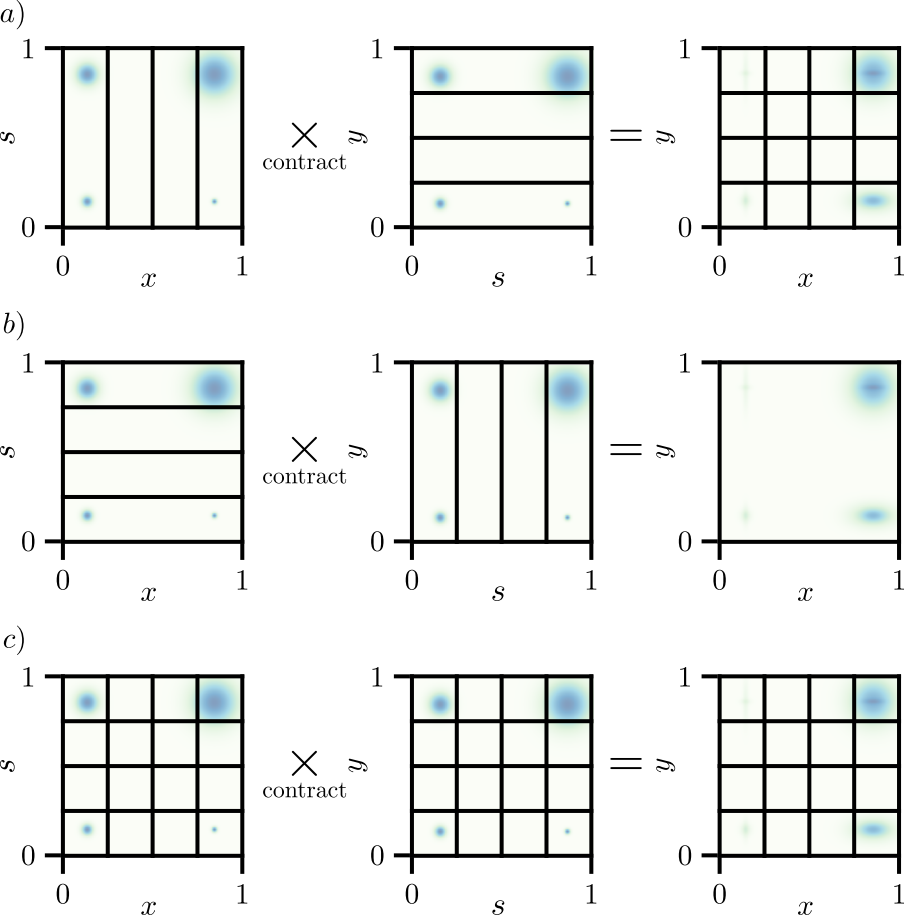 a)
1 1 1
s × y = y
contract
0 0 0
0 1 0 1 0 1
x s x
b)
1 1 1
s × y = y
contract
0 0 0
0 1 0 1 0 1
x s x
c)
1 1 1
s × y = y
contract
0 0 0
0 1 0 1 0 1
x s x